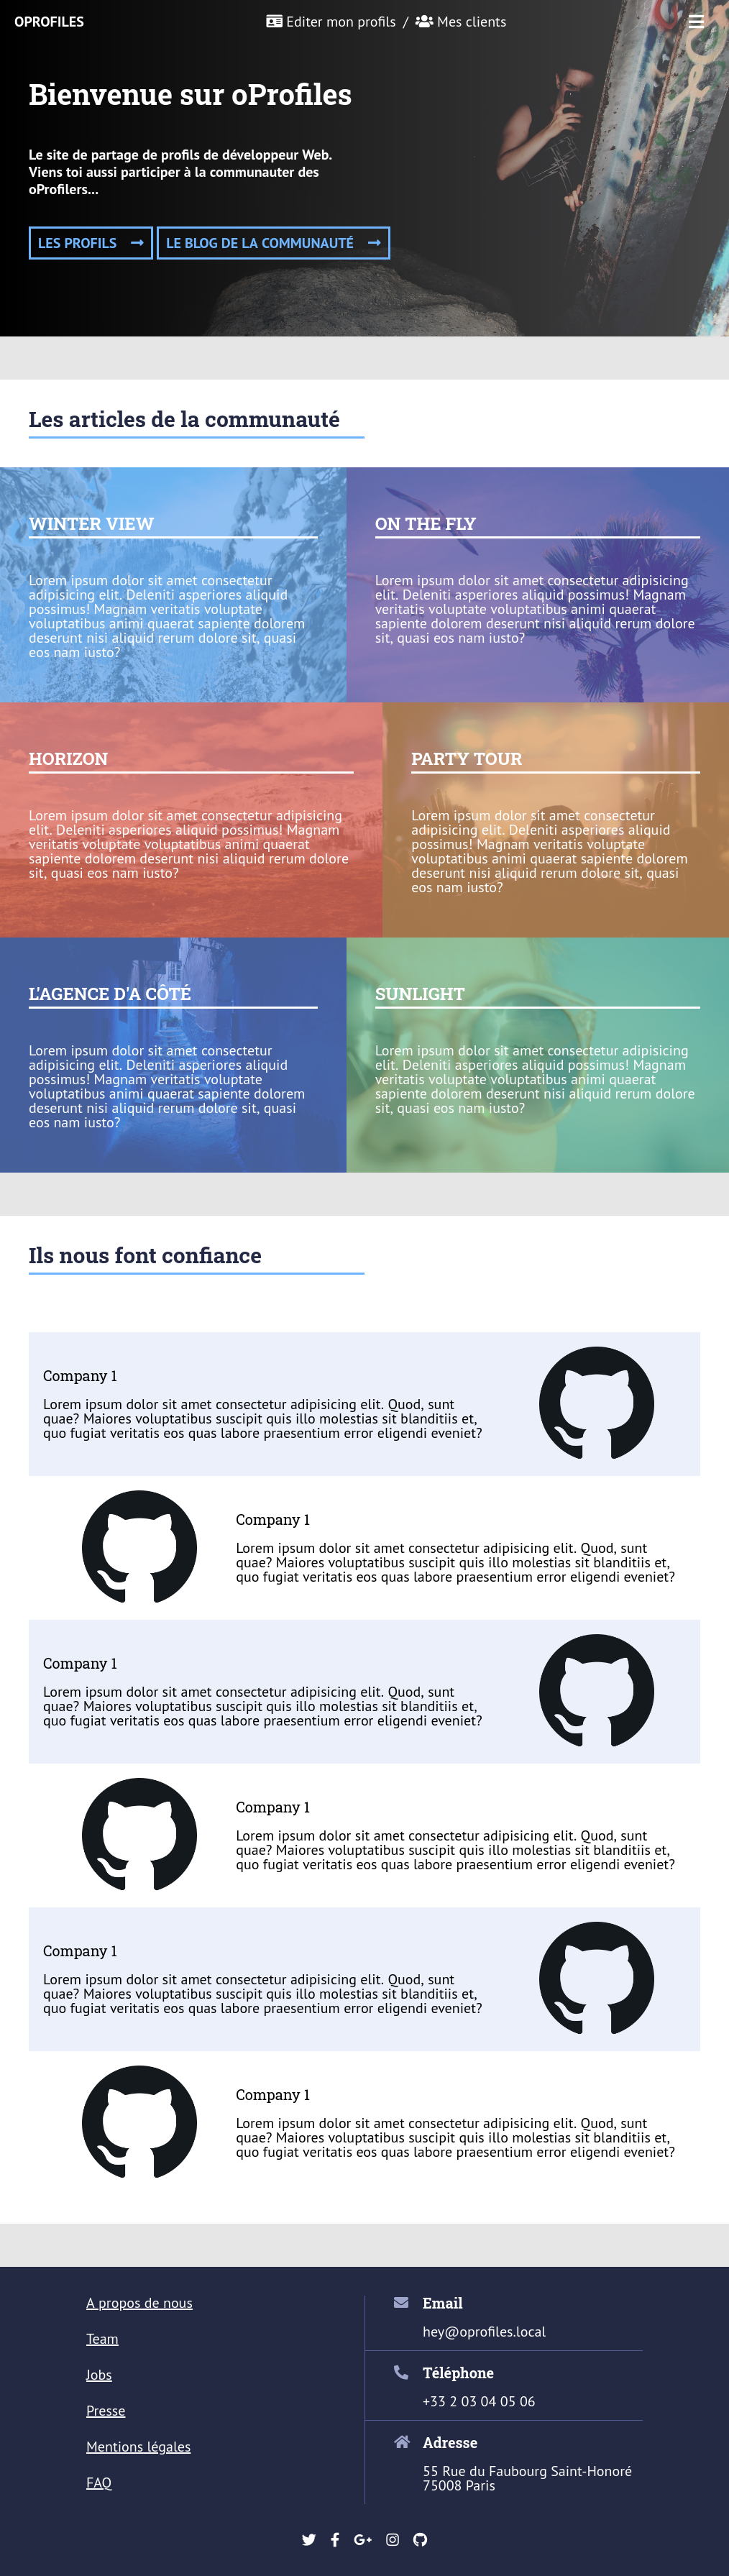 OPROFILES
Editer mon profils / Mes clients
Bienvenue sur oProfiles
Le site de partage de profils de développeur Web.
Viens toi aussi participer à la communauter des
oProfilers...
LES PROFILS
LE BLOG DE LA COMMUNAUTÉ
Les articles de la communauté
WINTER VIEW
Lorem ipsum dolor sit amet consectetur
adipisicing elit. Deleniti asperiores aliquid
possimus! Magnam veritatis voluptate
voluptatibus animi quaerat sapiente dolorem
deserunt nisi aliquid rerum dolore sit, quasi
eos nam iusto?
ON THE FLY
Lorem ipsum dolor sit amet consectetur adipisicing
elit. Deleniti asperiores aliquid possimus! Magnam
veritatis voluptate voluptatibus animi quaerat
sapiente dolorem deserunt nisi aliquid rerum dolore
sit, quasi eos nam iusto?
HORIZON
Lorem ipsum dolor sit amet consectetur adipisicing
elit. Deleniti asperiores aliquid possimus! Magnam
veritatis voluptate voluptatibus animi quaerat
sapiente dolorem deserunt nisi aliquid rerum dolore
sit, quasi eos nam iusto?
PARTY TOUR
Lorem ipsum dolor sit amet consectetur
adipisicing elit. Deleniti asperiores aliquid
possimus! Magnam veritatis voluptate
voluptatibus animi quaerat sapiente dolorem
deserunt nisi aliquid rerum dolore sit, quasi
eos nam iusto?
L'AGENCE D'A CÔTÉ
Lorem ipsum dolor sit amet consectetur
adipisicing elit. Deleniti asperiores aliquid
possimus! Magnam veritatis voluptate
voluptatibus animi quaerat sapiente dolorem
deserunt nisi aliquid rerum dolore sit, quasi
eos nam iusto?
SUNLIGHT
Lorem ipsum dolor sit amet consectetur adipisicing
elit. Deleniti asperiores aliquid possimus! Magnam
veritatis voluptate voluptatibus animi quaerat
sapiente dolorem deserunt nisi aliquid rerum dolore
sit, quasi eos nam iusto?
Ils nous font confiance
Company 1
Lorem ipsum dolor sit amet consectetur adipisicing elit. Quod, sunt
quae? Maiores voluptatibus suscipit quis illo molestias sit blanditiis et,
quo fugiat veritatis eos quas labore praesentium error eligendi eveniet?
Company 1
Lorem ipsum dolor sit amet consectetur adipisicing elit. Quod, sunt
quae? Maiores voluptatibus suscipit quis illo molestias sit blanditiis et,
quo fugiat veritatis eos quas labore praesentium error eligendi eveniet?
Company 1
Lorem ipsum dolor sit amet consectetur adipisicing elit. Quod, sunt
quae? Maiores voluptatibus suscipit quis illo molestias sit blanditiis et,
quo fugiat veritatis eos quas labore praesentium error eligendi eveniet?
Company 1
Lorem ipsum dolor sit amet consectetur adipisicing elit. Quod, sunt
quae? Maiores voluptatibus suscipit quis illo molestias sit blanditiis et,
quo fugiat veritatis eos quas labore praesentium error eligendi eveniet?
Company 1
Lorem ipsum dolor sit amet consectetur adipisicing elit. Quod, sunt
quae? Maiores voluptatibus suscipit quis illo molestias sit blanditiis et,
quo fugiat veritatis eos quas labore praesentium error eligendi eveniet?
Company 1
Lorem ipsum dolor sit amet consectetur adipisicing elit. Quod, sunt
quae? Maiores voluptatibus suscipit quis illo molestias sit blanditiis et,
quo fugiat veritatis eos quas labore praesentium error eligendi eveniet?
A propos de nous
Team
Jobs
Presse
Mentions légales
FAQ
Email
hey@oprofiles.local
Téléphone
+33 2 03 04 05 06
Adresse
55 Rue du Faubourg Saint-Honoré
75008 Paris